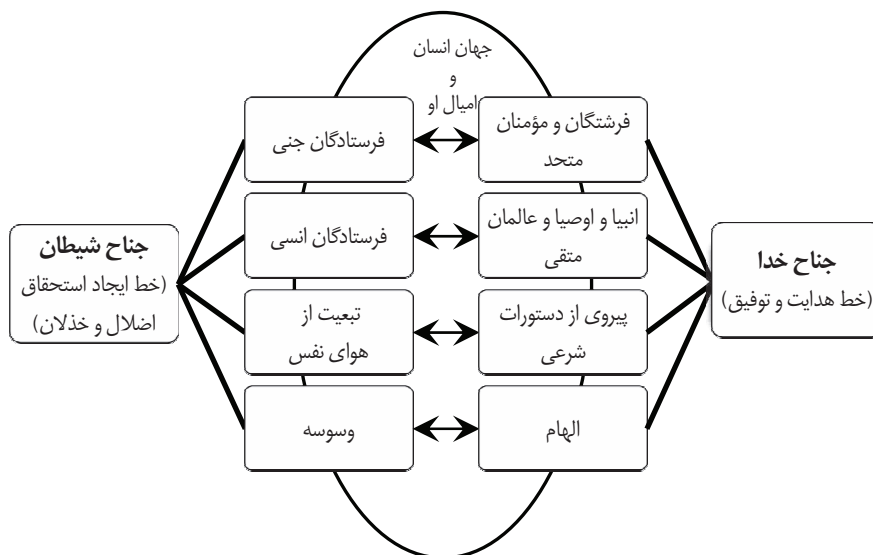 جهان انسان
و
امیال او
جناح خدا
(خط هدایت و توفیق)
فرشتگان و مؤمنان
متحد
انبیا و اوصیا و عالمان
متقی
پیروی از دستورات
شرعی
الهام
فرستادگان جنی
فرستادگان انسی
تبعیت از
هوای نفس
وسوسه
جناح شیطان
(خط ایجاد استحقاق
اضلال و خذلان)